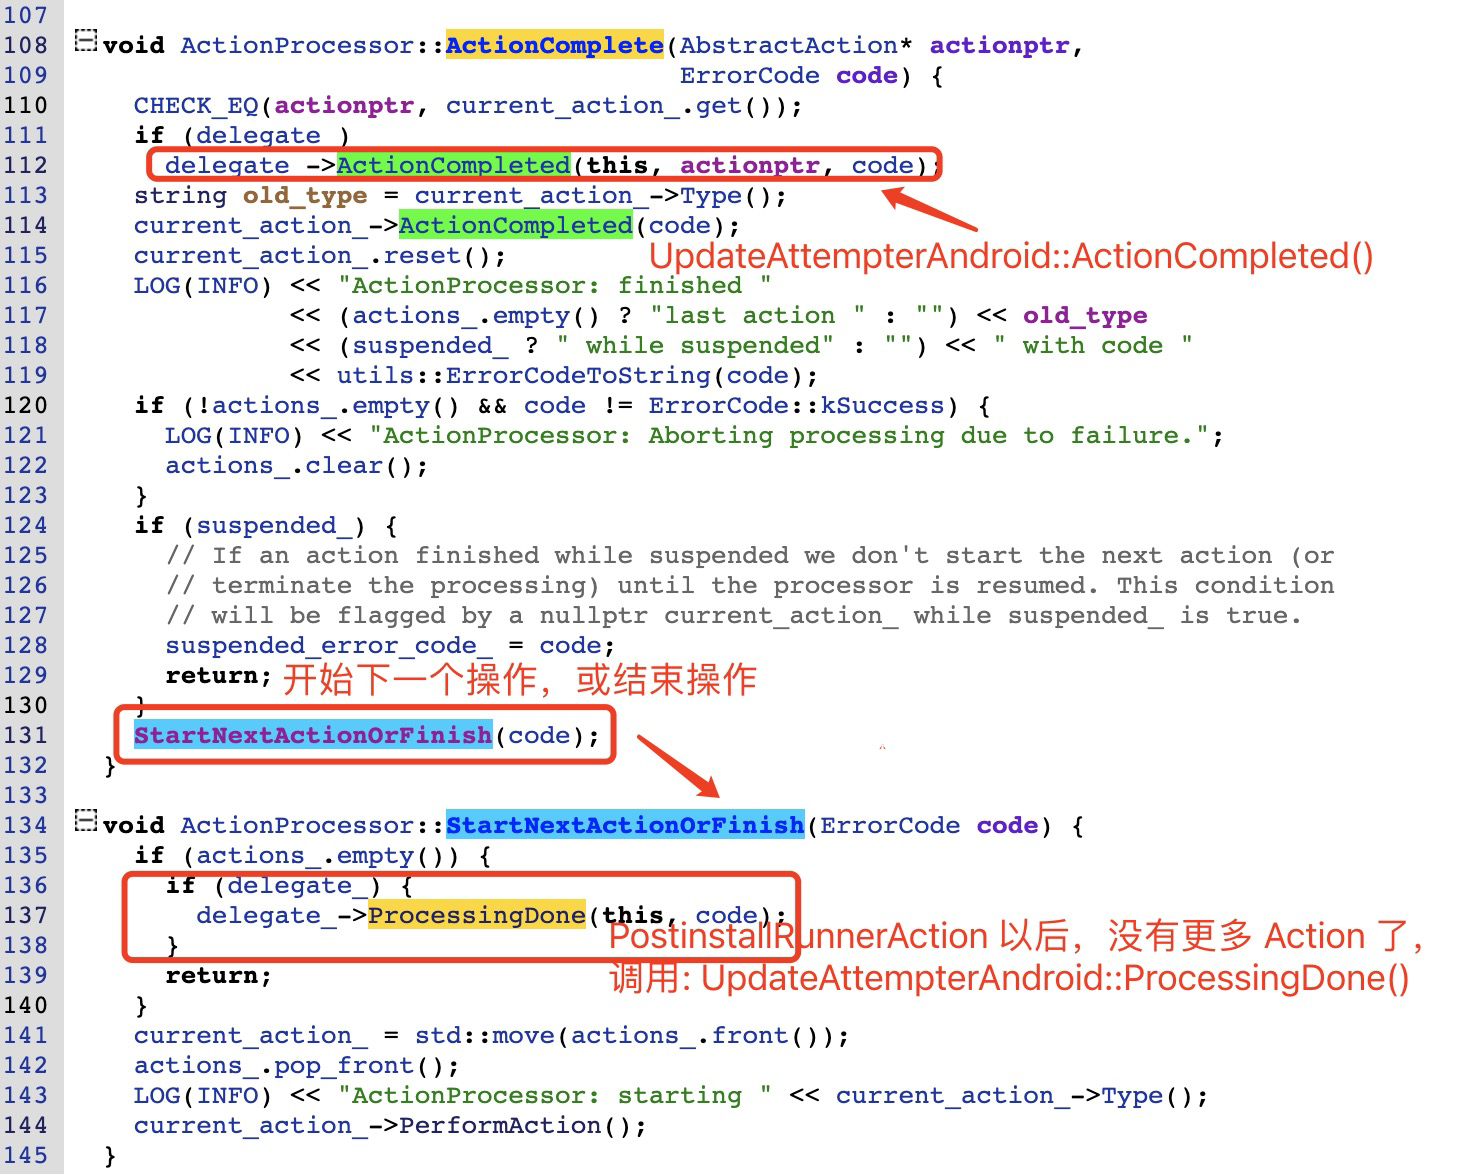 107
108 void ActionProcessor::ActionComplete(AbstractAction* actionptr,
109 ErrorCode code) {
110 CHECK_EQ(actionptr, current_action_.get());
111 if (delegate_)
112 delegate_->ActionCompleted(this, actionptr, code);
113 string old_type = current_action_->Type();
114 current_action_->ActionCompleted(code);
115 current_action_.reset();
UpdateAttempterAndroid::ActionCompleted()
116 LOG(INFO) << "ActionProcessor: finished "
117 << (actions_.empty() ? "last action " : "") << old_type
118 << (suspended_ ? " while suspended" : "") << " with code "
119 << utils::ErrorCodeToString(code);
120 if (!actions_.empty() && code != ErrorCode::kSuccess) {
121 LOG(INFO) << "ActionProcessor: Aborting processing due to failure.";
122 actions_.clear();
123 }
124 if (suspended_) {
125 // If an action finished while suspended we don't start the next action (or
126 // terminate the processing) until the processor is resumed. This condition
127 // will be flagged by a nullptr current_action_ while suspended_ is true.
128 suspended_error_code_ = code;
129 return; 开始下一个操作，或结束操作
130 }
131 StartNextActionOrFinish(code);
132 }
133
134 void ActionProcessor::StartNextActionOrFinish(ErrorCode code) {
135 if (actions_.empty()) {
136 if (delegate_) {
137 delegate_->ProcessingDone(this, code);
PostinstallRunnerAction 以后，没有更多 Action 了，
138 }
139 return;
调用: UpdateAttempterAndroid::ProcessingDone()
140 }
141 current_action_ = std::move(actions_.front());
142 actions_.pop_front();
143 LOG(INFO) << "ActionProcessor: starting " << current_action_->Type();
144 current_action_->PerformAction();
145 }